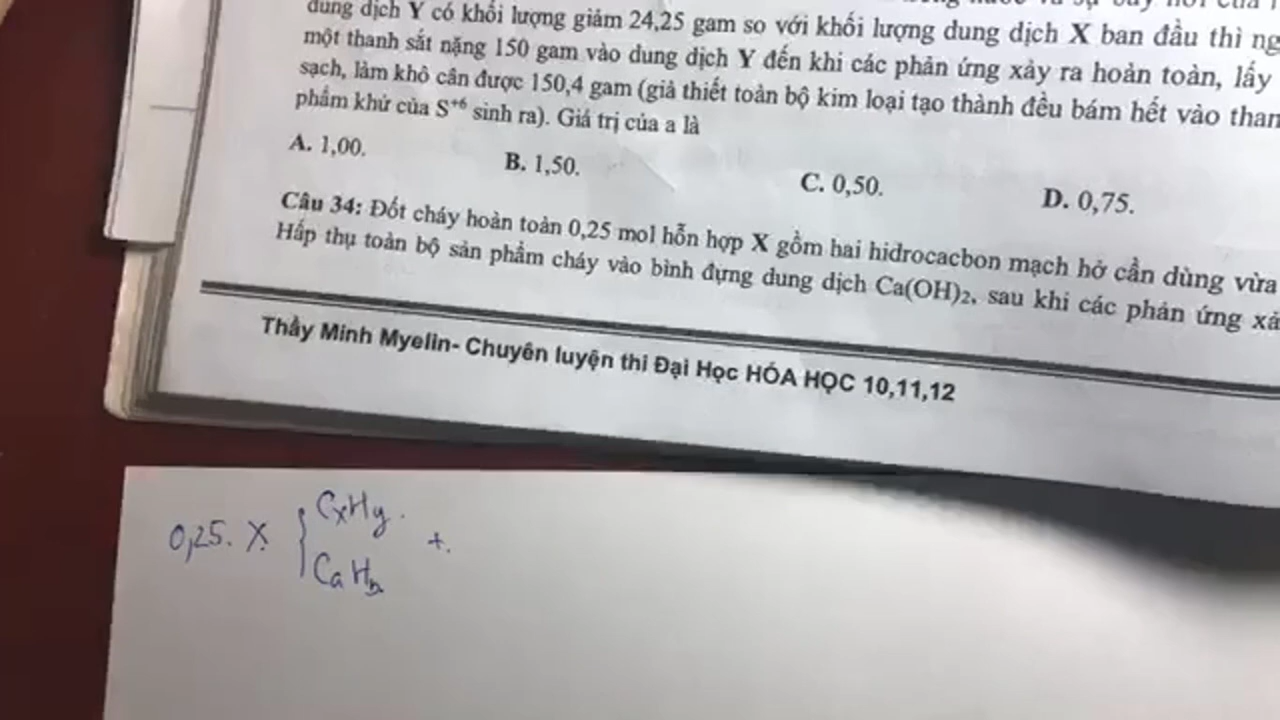 dung dịch Y có khối lượng giảm 24,25 gam so với khối lượng dung dịch X ban đầu thì
một thanh sắt nặng 150 gam vào dung dịch Y đến khi các phản ứng xảy ra hoàn toàn, lấy
sạch, làm khô cân được 150,4 gam (giả thiết toàn bộ kim loại tạo thành đều bám hết vào
phẩm khử của S⁺⁶ sinh ra). Giá trị của a là
A. 1,00. B. 1,50. C. 0,50. D. 0,75.
Câu 34: Đốt cháy hoàn toàn 0,25 mol hỗn hợp X gồm hai hidrocacbon mạch hở cần dùng vừa
Hấp thụ toàn bộ sản phẩm cháy vào bình đựng dung dịch Ca(OH)₂, sau khi các phản ứng
Thầy Minh Myelin- Chuyên luyện thi Đại Học HÓA HỌC 10,11,12
0,25. X { CxHy. +.
CaHb